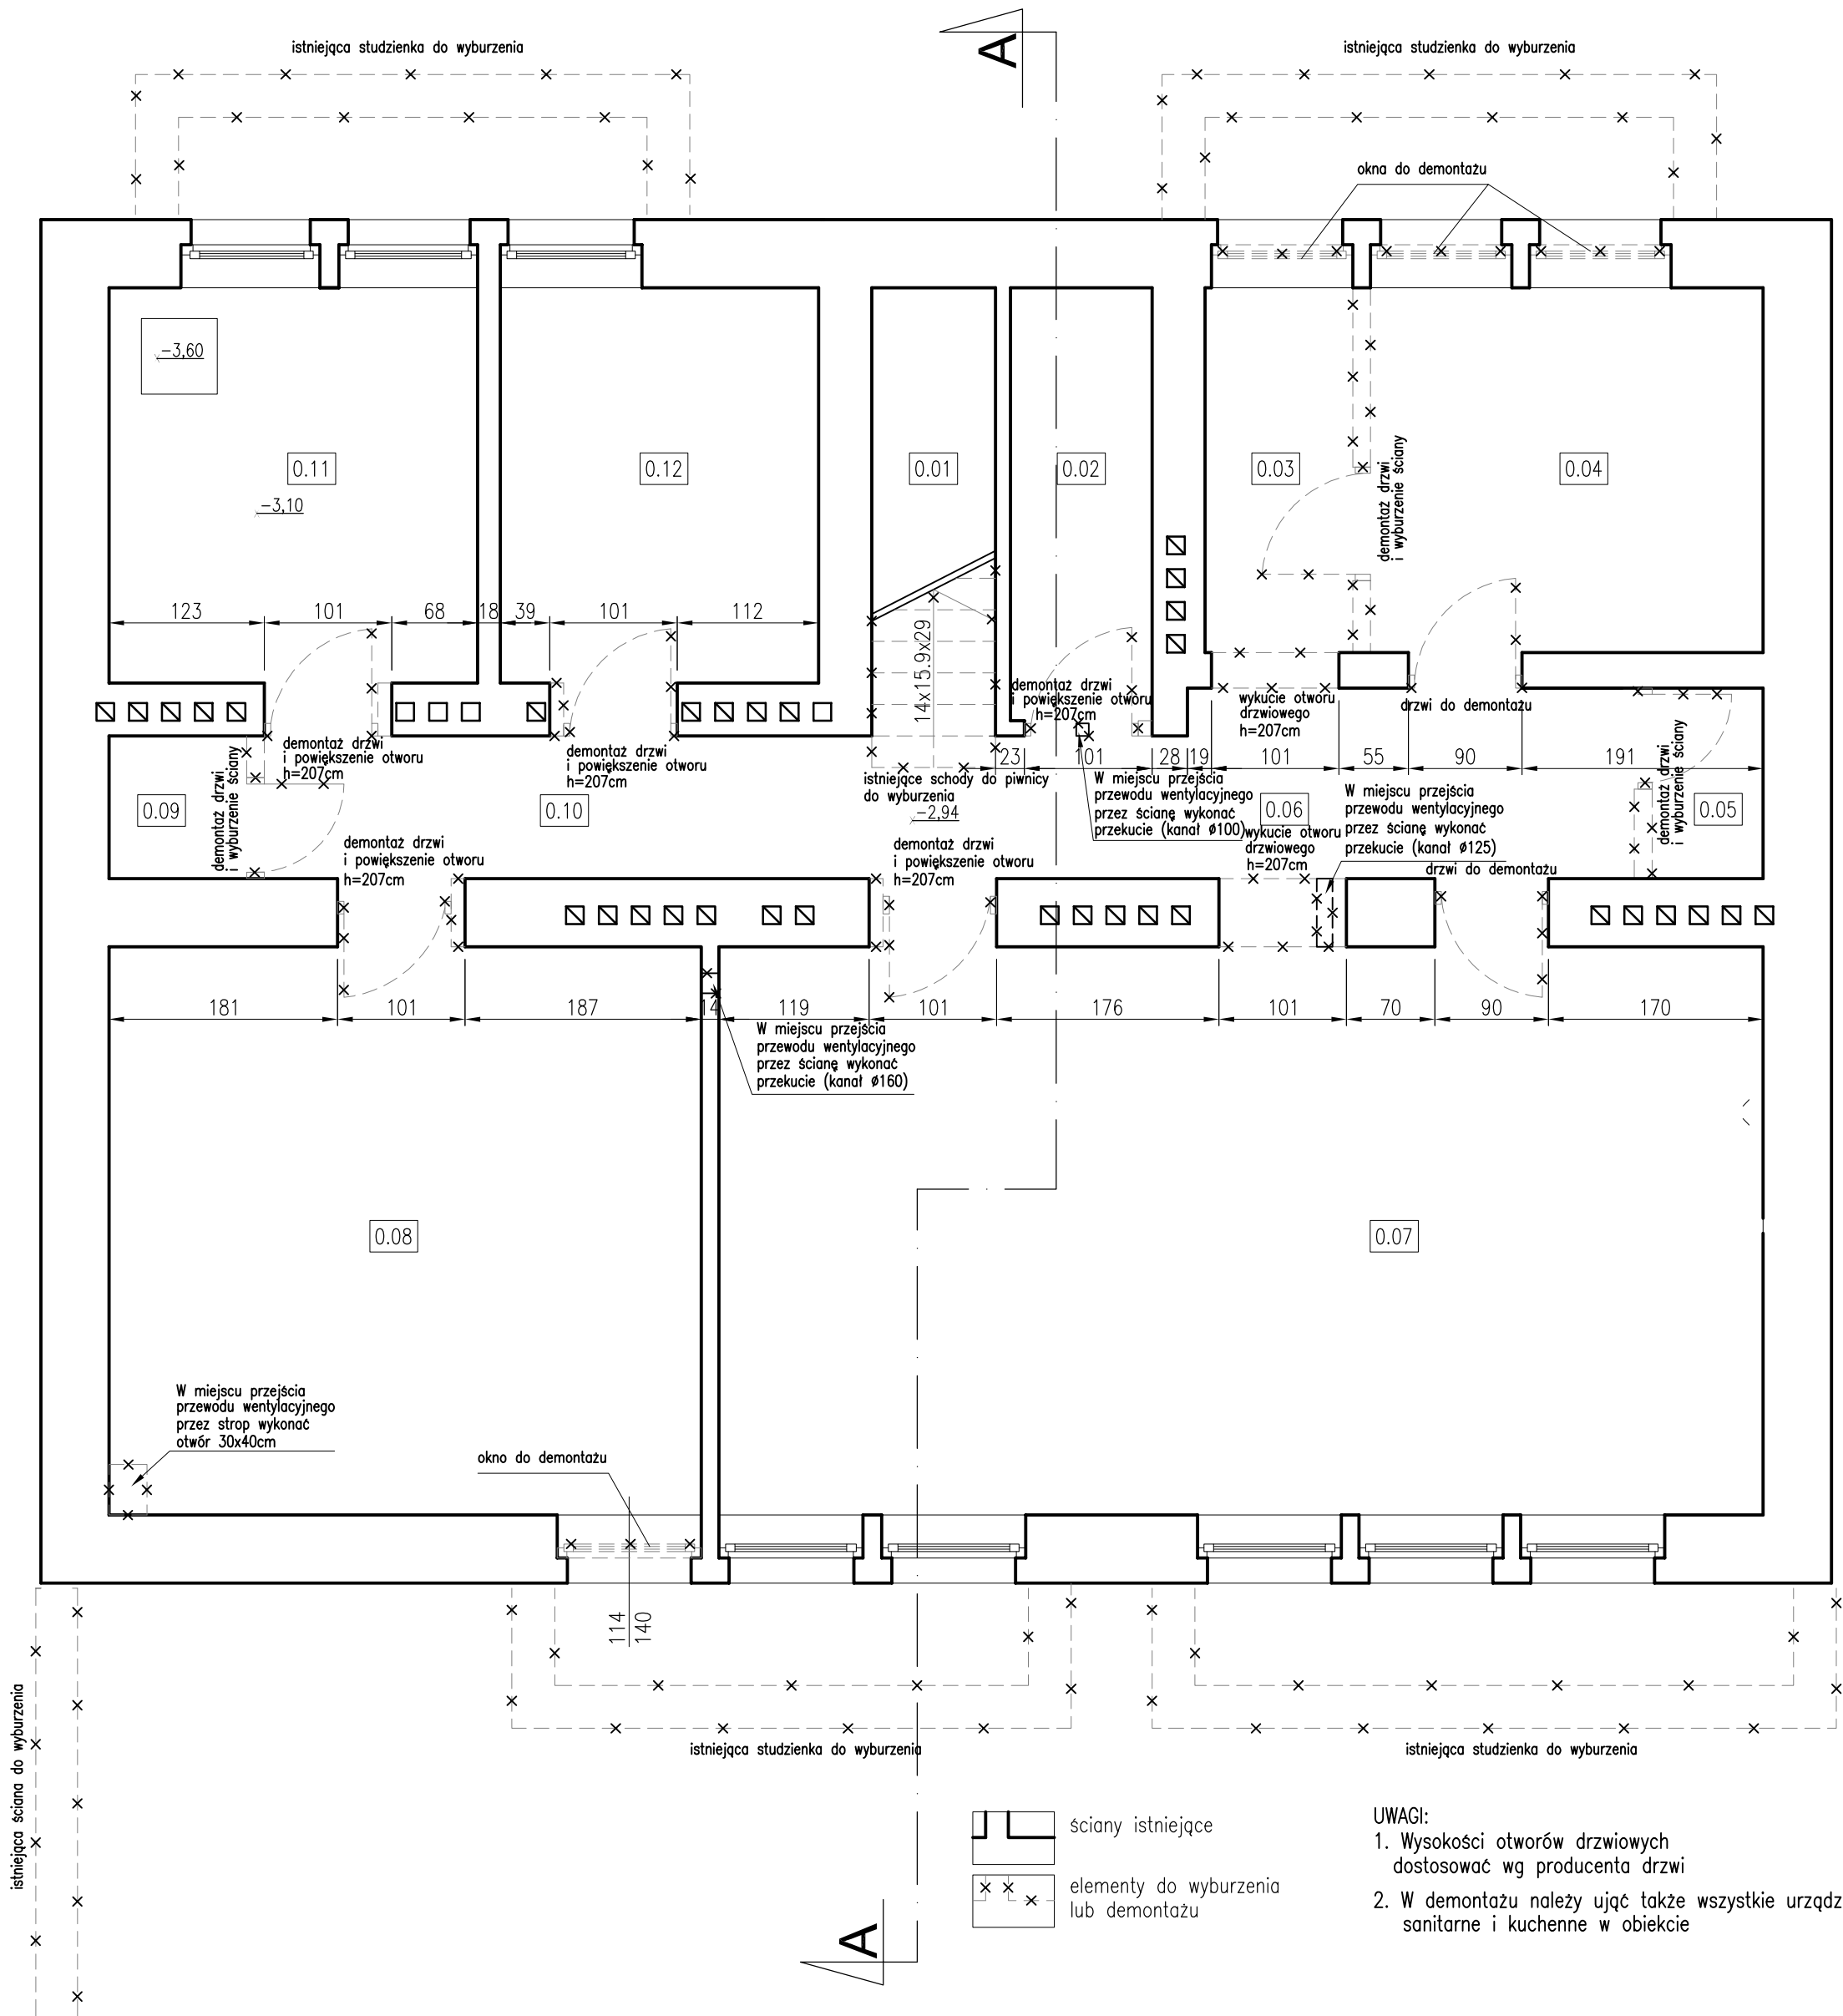 istniejąca studzienka do wyburzenia
A
istniejąca studzienka do wyburzenia
okna do demontażu
-3,60
0.11
0.12
0.01
0.02
0.03
0.04
-3,10
demontaż drzwi
i wyburzenie ściany
123
101
68
18
39
101
112
14x15.9x29
demontaż drzwi
i powiększenie otworu
h=207cm
wykucie otworu
drzwiowego
h=207cm
drzwi do demontażu
demontaż drzwi
i powiększenie otworu
h=207cm
demontaż drzwi
i powiększenie otworu
h=207cm
23
101
28
19
101
55
90
191
demontaż drzwi
i wyburzenie ściany
demontaż drzwi
i wyburzenie ściany
istniejące schody do piwnicy
do wyburzenia
-2,94
W miejscu przejścia
przewodu wentylacyjnego
przez ścianę wykonać
przekucie (kanał ø100)
W miejscu przejścia
przewodu wentylacyjnego
przez ścianę wykonać
przekucie (kanał ø125)
0.09
0.10
0.06
0.05
demontaż drzwi
i powiększenie otworu
h=207cm
demontaż drzwi
i powiększenie otworu
h=207cm
wykucie otworu
drzwiowego
h=207cm
drzwi do demontażu
181
101
187
14
119
101
176
101
70
90
170
W miejscu przejścia
przewodu wentylacyjnego
przez ścianę wykonać
przekucie (kanał ø160)
0.08
0.07
W miejscu przejścia
przewodu wentylacyjnego
przez strop wykonać
otwór 30x40cm
okno do demontażu
114
140
istniejąca ściana do wyburzenia
istniejąca studzienka do wyburzenia
istniejąca studzienka do wyburzenia
ściany istniejące
elementy do wyburzenia
lub demontażu
A
UWAGI:
1. Wysokości otworów drzwiowych
dostosować wg producenta drzwi
2. W demontażu należy ująć także wszystkie urządz
sanitarne i kuchenne w obiekcie